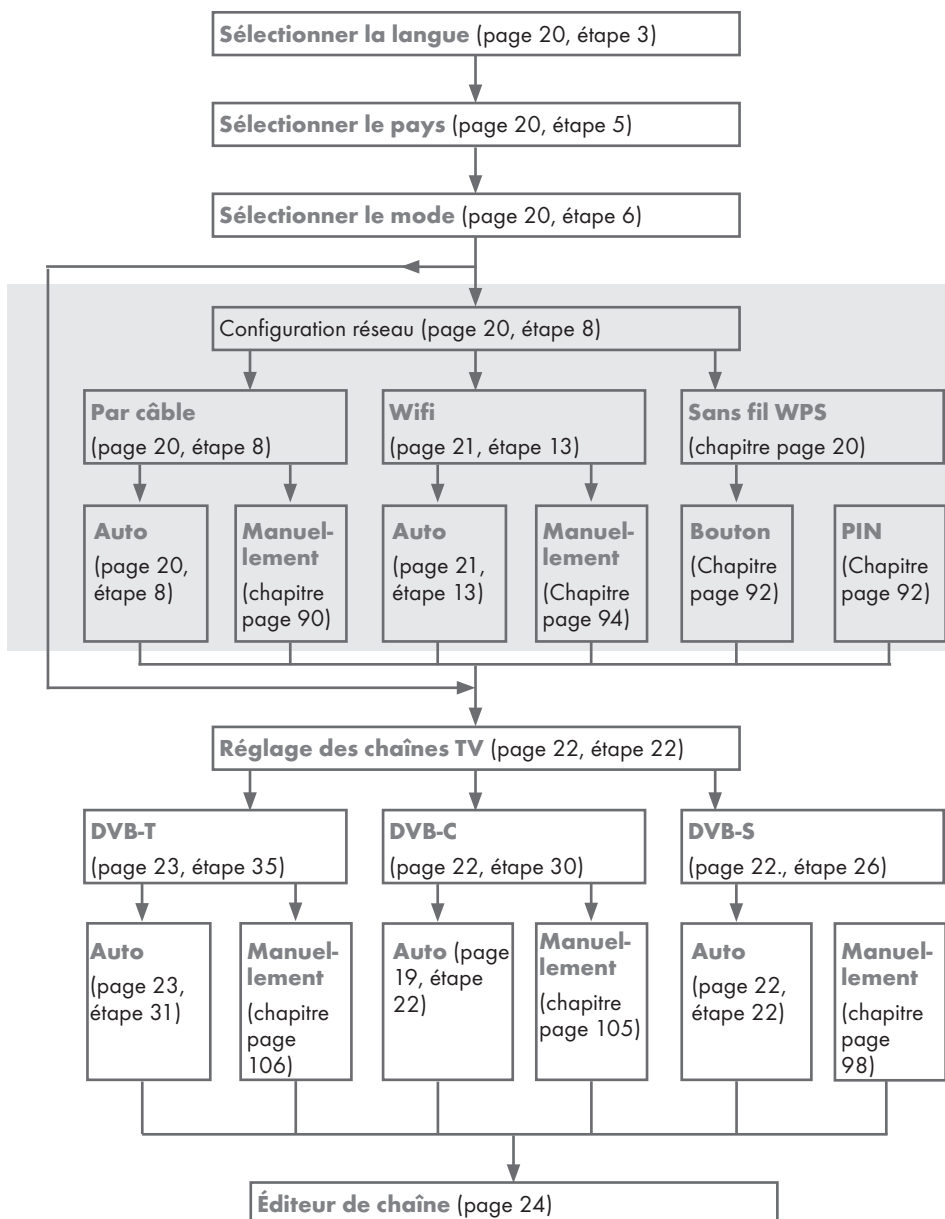 Sélectionner la langue (page 20, étape 3)
Sélectionner le pays (page 20, étape 5)
Sélectionner le mode (page 20, étape 6)
Configuration réseau (page 20, étape 8)
Par câble
(page 20, étape 8)
Wifi
(page 21, étape 13)
Sans fil WPS
(chapitre page 20)
Auto
(page 20,
étape 8)
Manuel-
lement
(chapitre
page 90)
Auto
(page 21,
étape 13)
Manuel-
lement
(Chapitre
page 94)
Bouton
(Chapitre
page 92)
PIN
(Chapitre
page 92)
Réglage des chaînes TV (page 22, étape 22)
DVB-T
(page 23, étape 35)
DVB-C
(page 22, étape 30)
DVB-S
(page 22., étape 26)
Auto
(page 23,
étape 31)
Manuel-
lement
(chapitre
page
106)
Auto (page
19, étape
22)
Manuel-
lement
(chapitre
page 105)
Auto
(page 22,
étape 22)
Manuel-
lement
(chapitre
page
98)
Éditeur de chaîne (page 24)